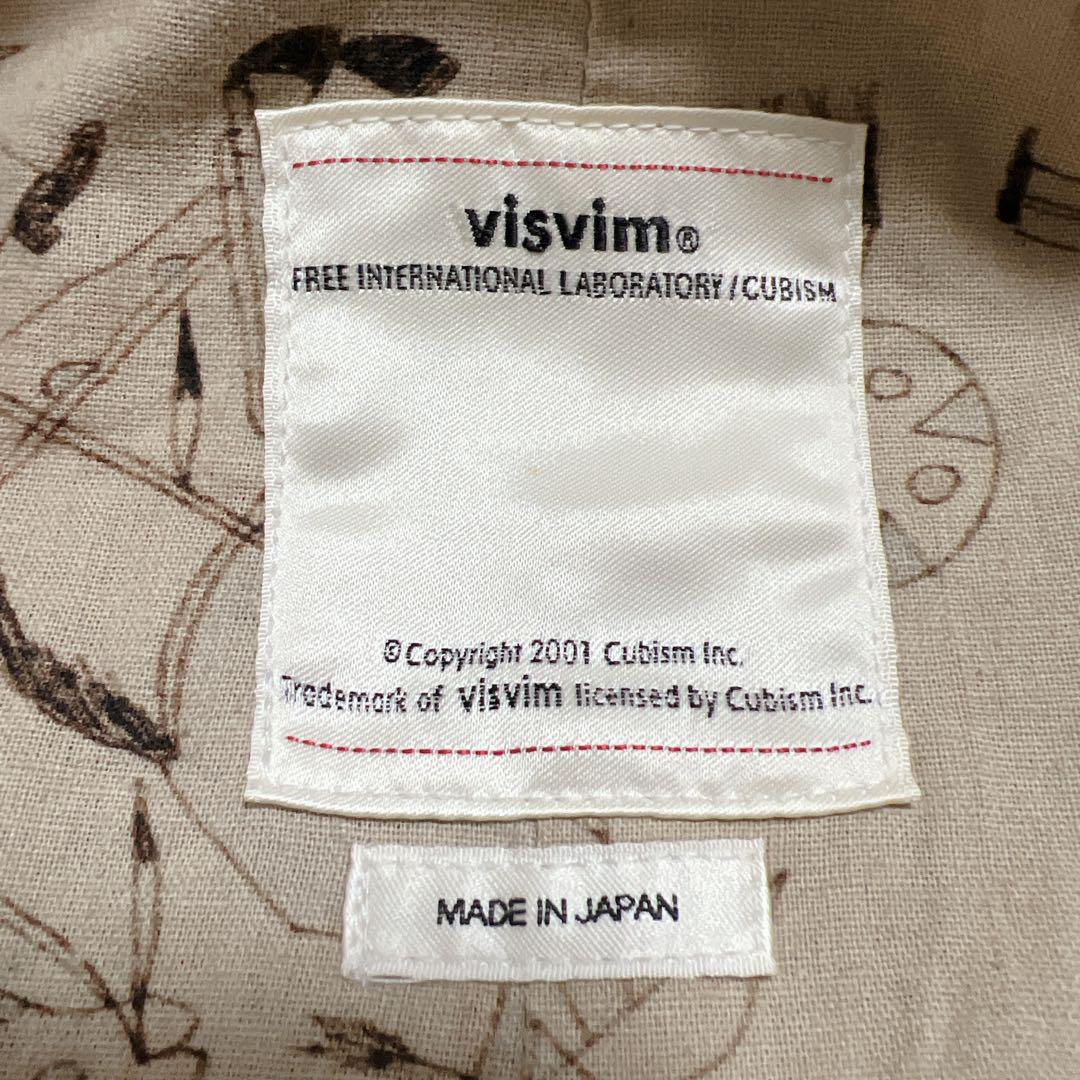 visvim®
FREE INTERNATIONAL LABORATORY / CUBISM
© Copyright 2001 Cubism Inc.
Trademark of visvim licensed by Cubism Inc.
MADE IN JAPAN